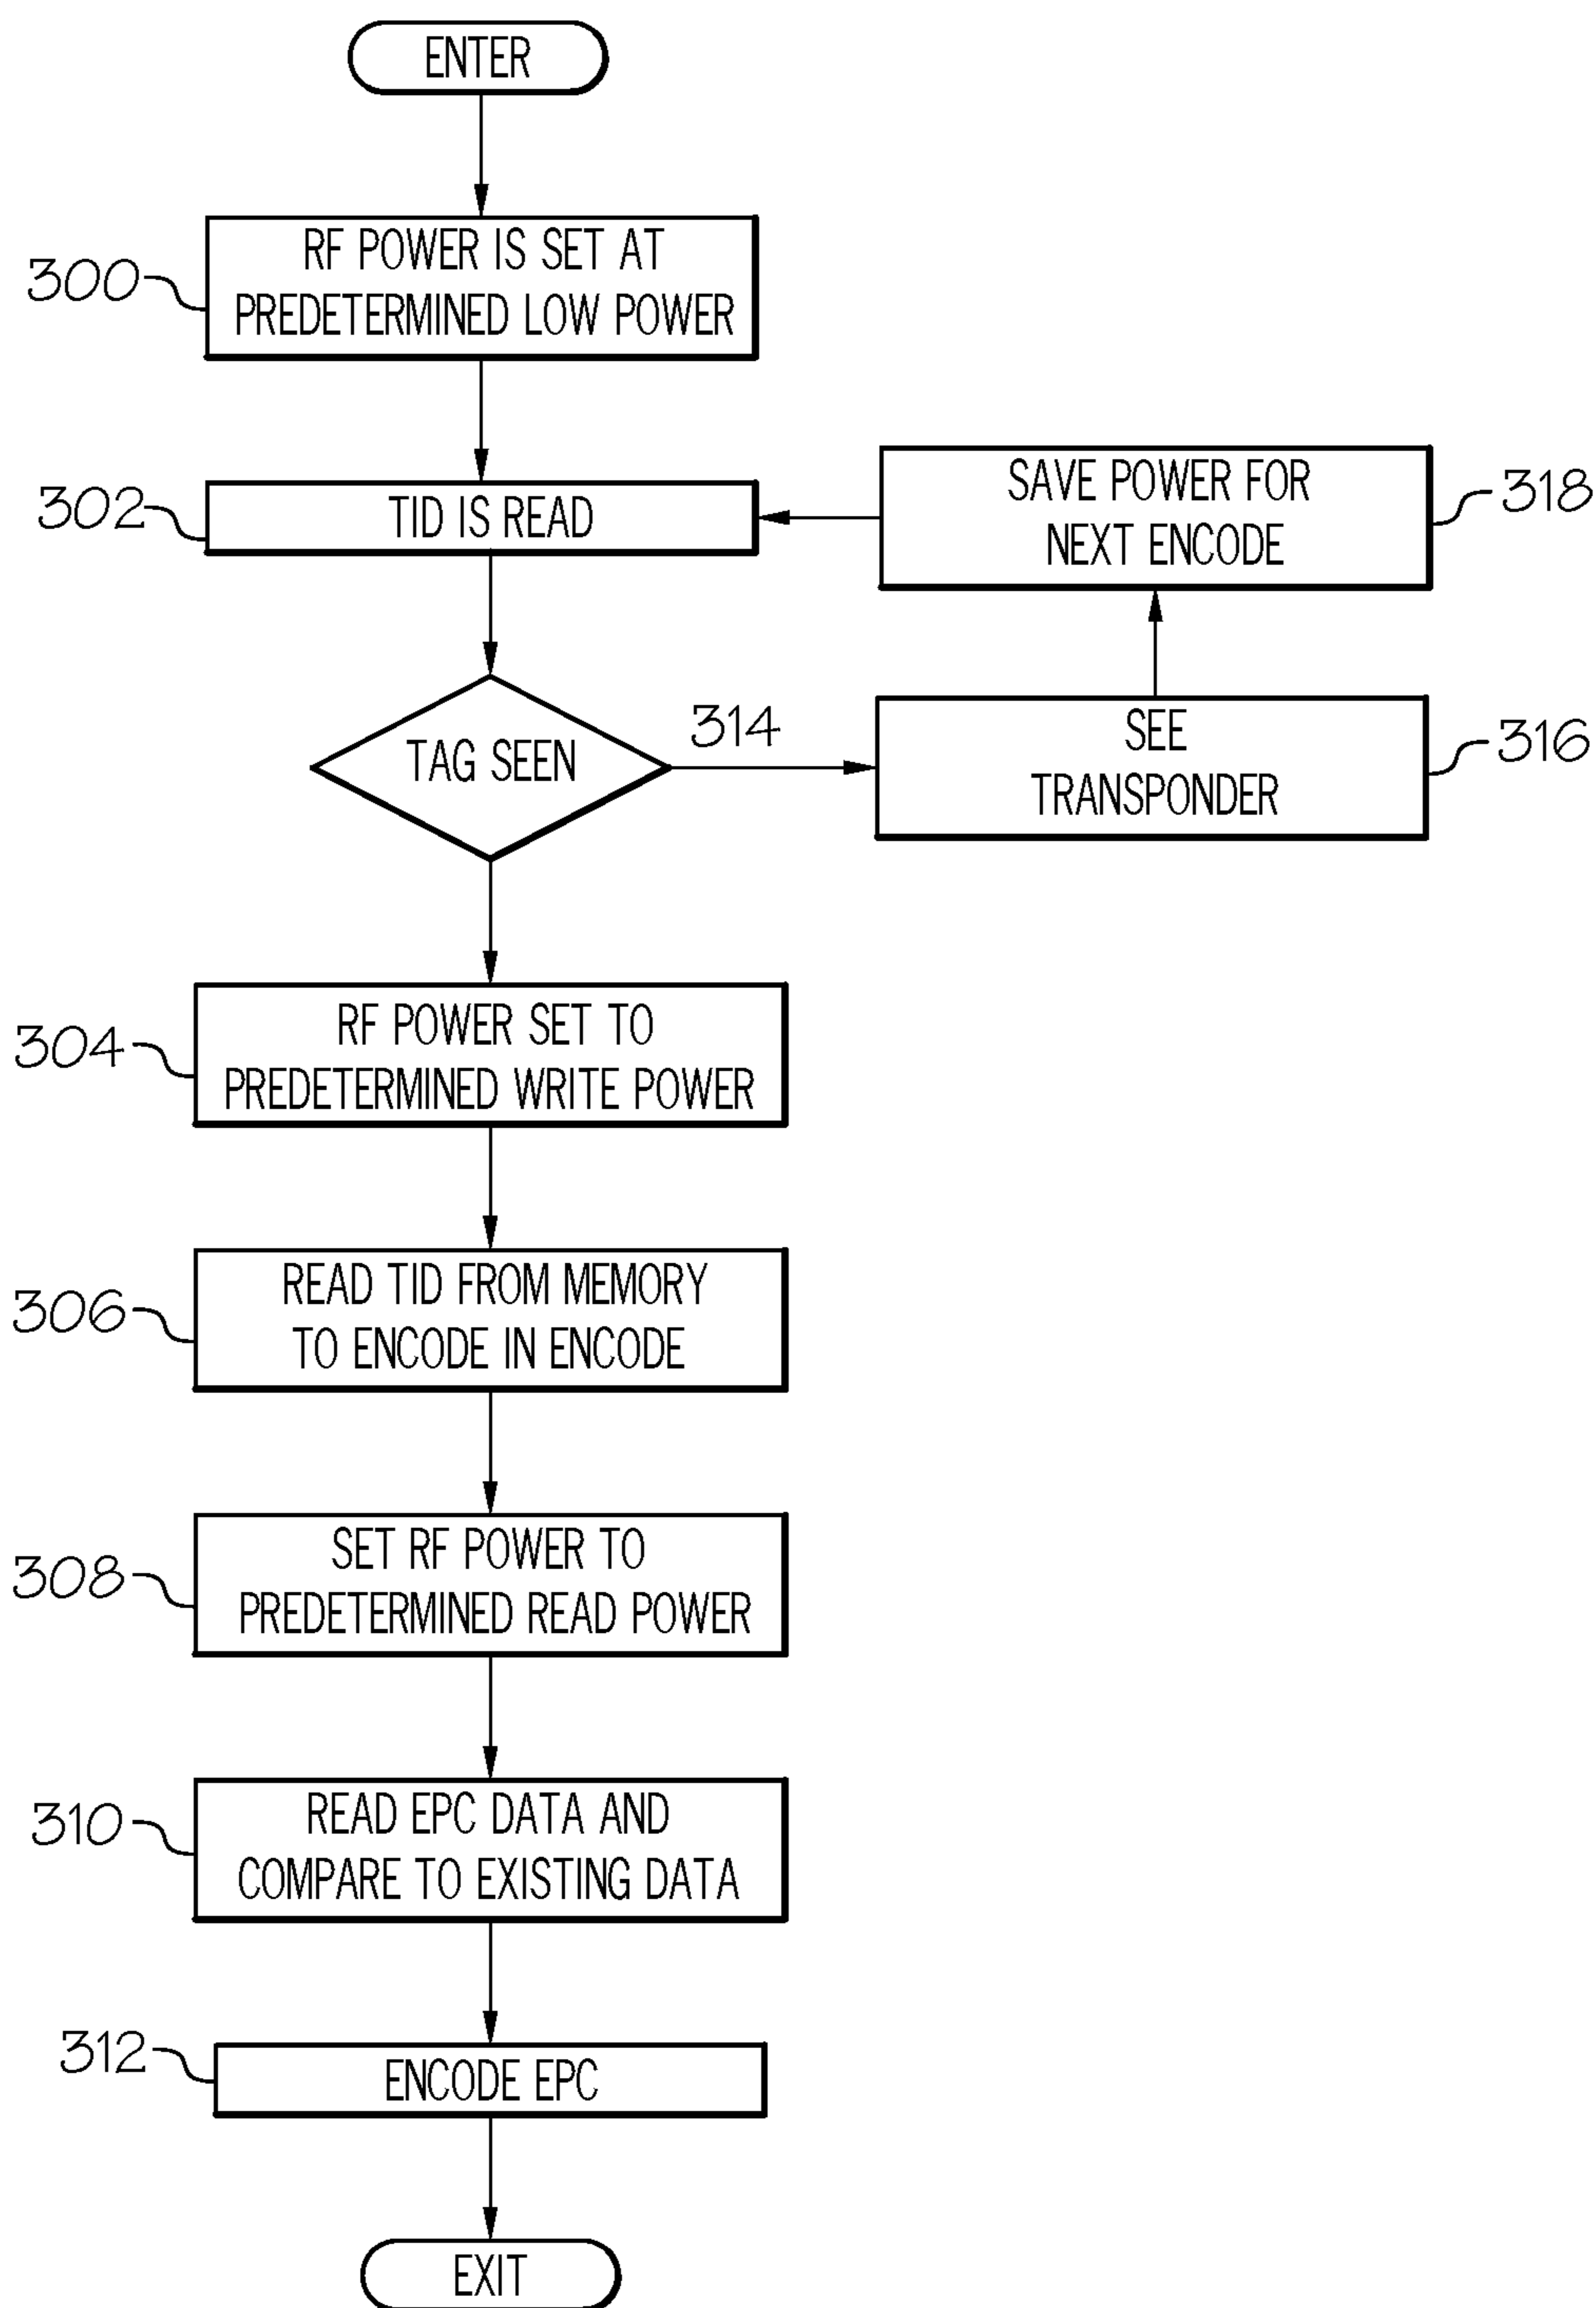 ENTER
300
RF POWER IS SET AT
PREDETERMINED LOW POWER
302
TID IS READ
SAVE POWER FOR
NEXT ENCODE
318
TAG SEEN
314
SEE
TRANSPONDER
316
304
RF POWER SET TO
PREDETERMINED WRITE POWER
306
READ TID FROM MEMORY
TO ENCODE IN ENCODE
308
SET RF POWER TO
PREDETERMINED READ POWER
310
READ EPC DATA AND
COMPARE TO EXISTING DATA
312
ENCODE EPC
EXIT